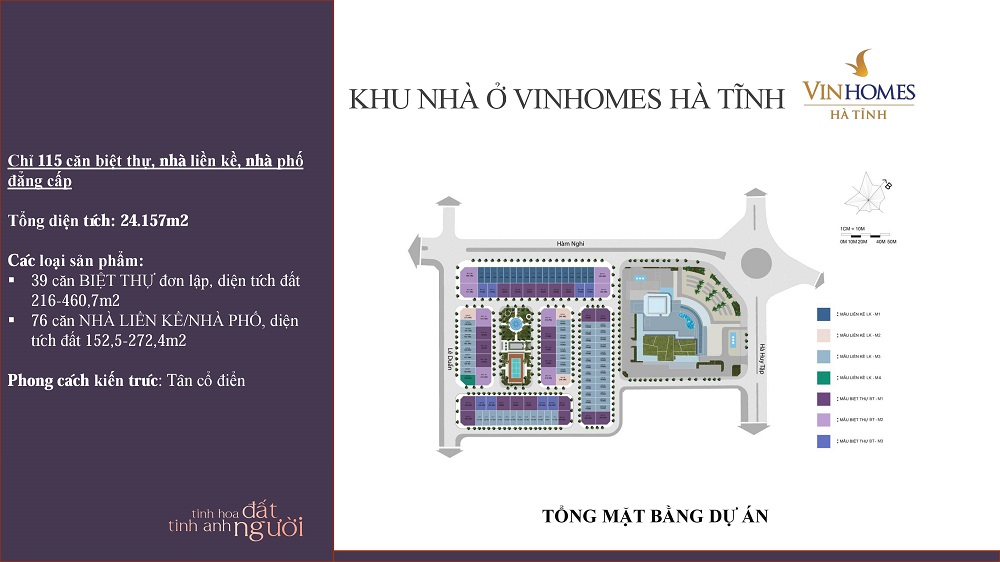 KHU NHÀ Ở VINHOMES HÀ TĨNH
VINHOMES
HÀ TĨNH
Chỉ 115 căn biệt thự, nhà liền kề, nhà phố
đẳng cấp
Tổng diện tích: 24.157m2
Các loại sản phẩm:
▪ 39 căn BIỆT THỰ đơn lập, diện tích đất
216-460,7m2
▪ 76 căn NHÀ LIỀN KỀ/NHÀ PHỐ, diện
tích đất 152,5-272,4m2
Phong cách kiến trúc: Tân cổ điển
tinh hoa đất
tinh anh người
B
1CM = 10M
0M 10M 20M 40M 50M
Hàm Nghi
Lê Duẩn
Hà Huy Tập
: MẪU LIỀN KỀ LK - M1
: MẪU LIỀN KỀ LK - M2
: MẪU LIỀN KỀ LK - M3
: MẪU LIỀN KỀ LK - M4
: MẪU BIỆT THỰ BT - M1
: MẪU BIỆT THỰ BT - M2
: MẪU BIỆT THỰ BT - M3
TỔNG MẶT BẰNG DỰ ÁN